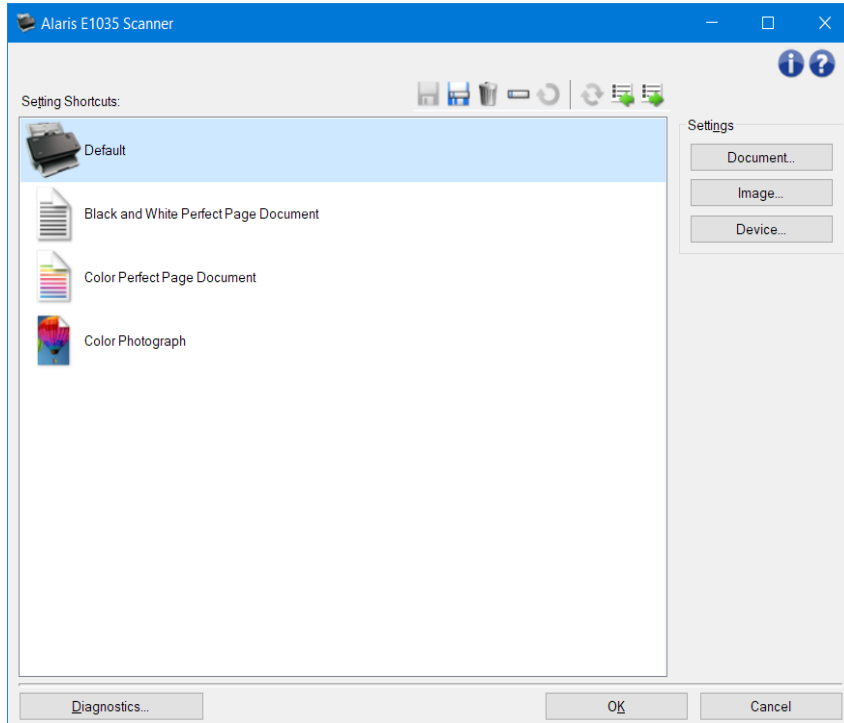 Alaris E1035 Scanner
Setting Shortcuts:
Default
Black and White Perfect Page Document
Color Perfect Page Document
Color Photograph
Settings
Document...
Image...
Device...
Diagnostics...
OK
Cancel